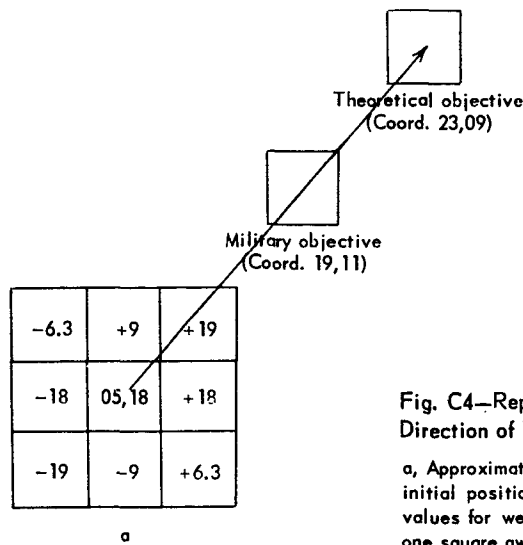 Theoretical objective
(Coord. 23,09)
Military objective
(Coord. 19,11)
-6.3 +9 +19
-18 05,18 +18
-19 -9 +6.3
a
Fig. C4—Rep
Direction of
a, Approximat
initial positio
values for we
one square aw